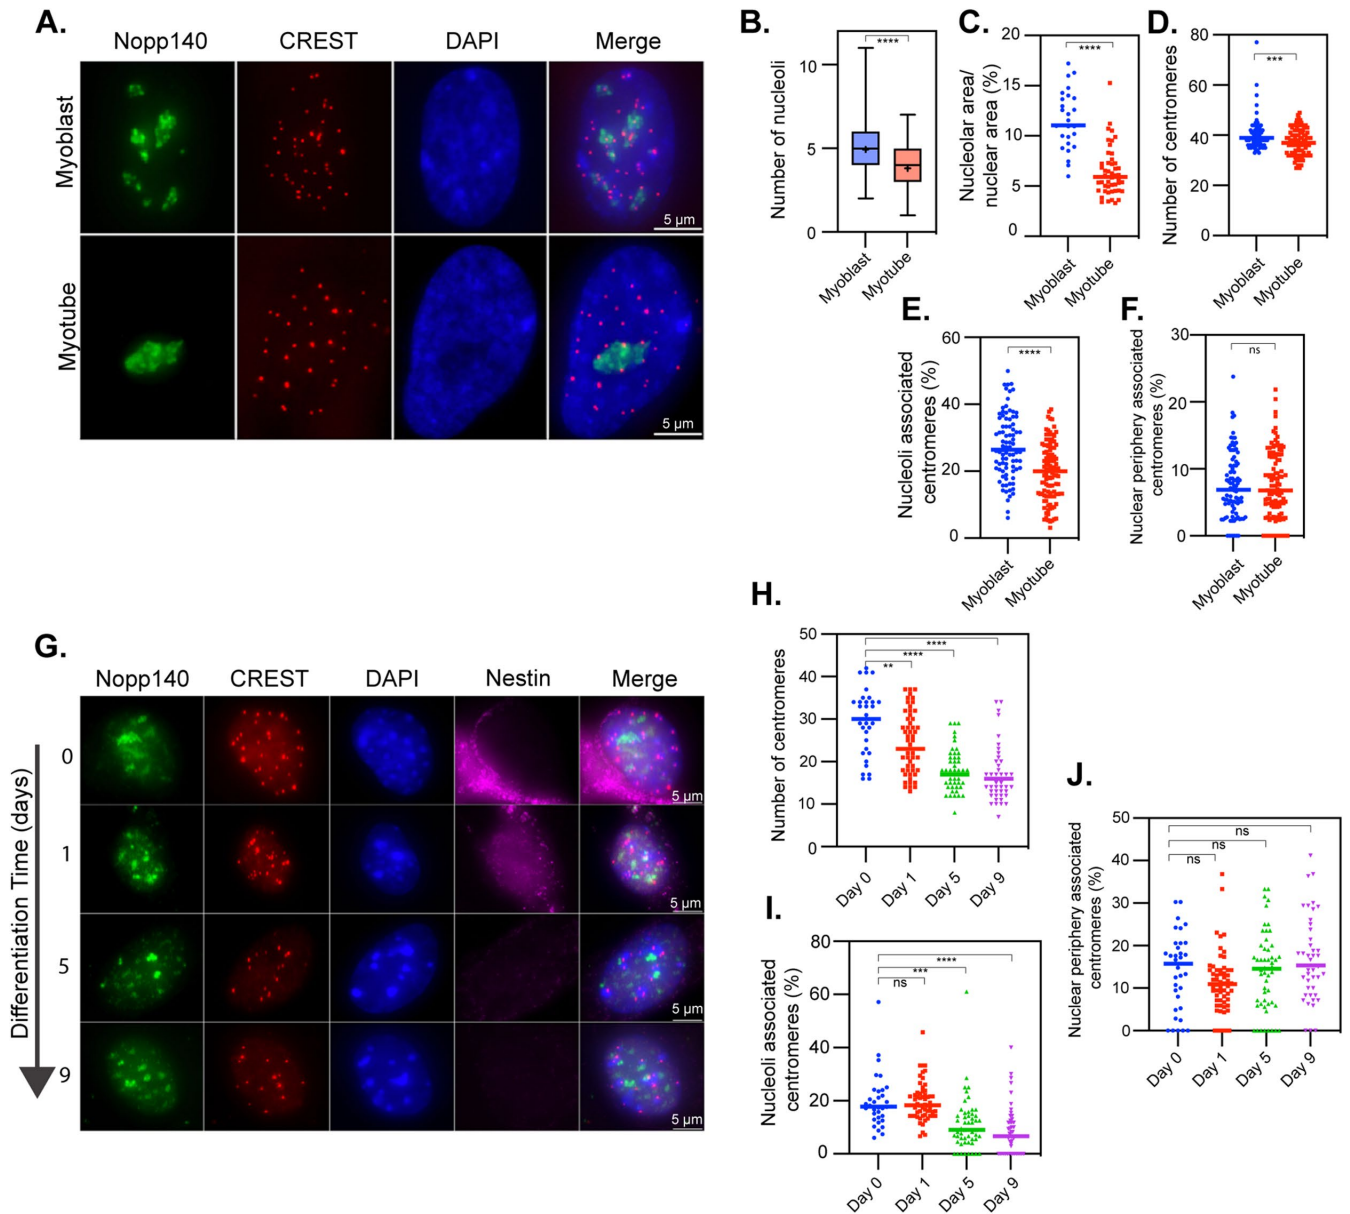 A.
Nopp140 CREST DAPI Merge
Myoblast
5 µm
Myotube
5 µm
B.
Number of nucleoli
10
5
0
****
Myoblast
Myotube
C.
Nucleolar area/
nuclear area (%)
20
15
10
5
0
****
Myoblast
Myotube
D.
Number of centromeres
80
60
40
20
0
***
Myoblast
Myotube
E.
Nucleoli associated
centromeres (%)
60
40
20
0
****
Myoblast
Myotube
F.
Nuclear periphery associated
centromeres (%)
30
20
10
0
ns
Myoblast
Myotube
G.
Nopp140 CREST DAPI Nestin Merge
Differentiation Time (days)
0
5 µm
1
5 µm
5
5 µm
9
5 µm
H.
Number of centromeres
50
40
30
20
10
0
****
****
**
Day 0
Day 1
Day 5
Day 9
I.
Nucleoli associated
centromeres (%)
80
60
40
20
0
****
***
ns
Day 0
Day 1
Day 5
Day 9
J.
Nuclear periphery associated
centromeres (%)
50
40
30
20
10
0
ns
ns
ns
Day 0
Day 1
Day 5
Day 9